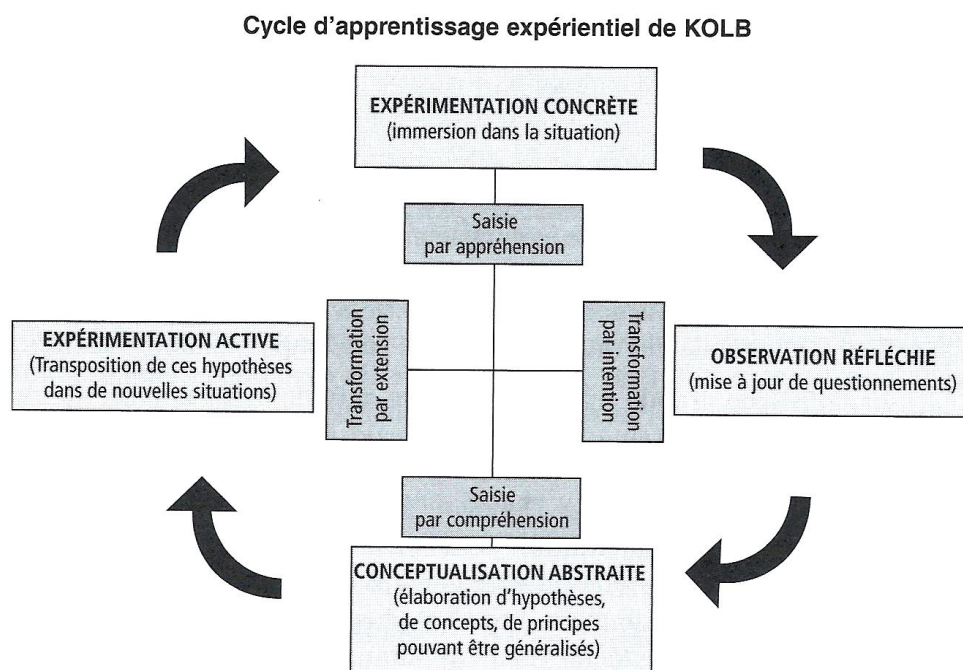 Cycle d'apprentissage expérientiel de KOLB
EXPÉRIMENTATION CONCRÈTE
(immersion dans la situation)
Saisie
par appréhension
EXPÉRIMENTATION ACTIVE
(Transposition de ces hypothèses
dans de nouvelles situations)
Transformation
par extension
Transformation
par intention
OBSERVATION RÉFLÉCHIE
(mise à jour de questionnements)
Saisie
par compréhension
CONCEPTUALISATION ABSTRAITE
(élaboration d'hypothèses,
de concepts, de principes
pouvant être généralisés)